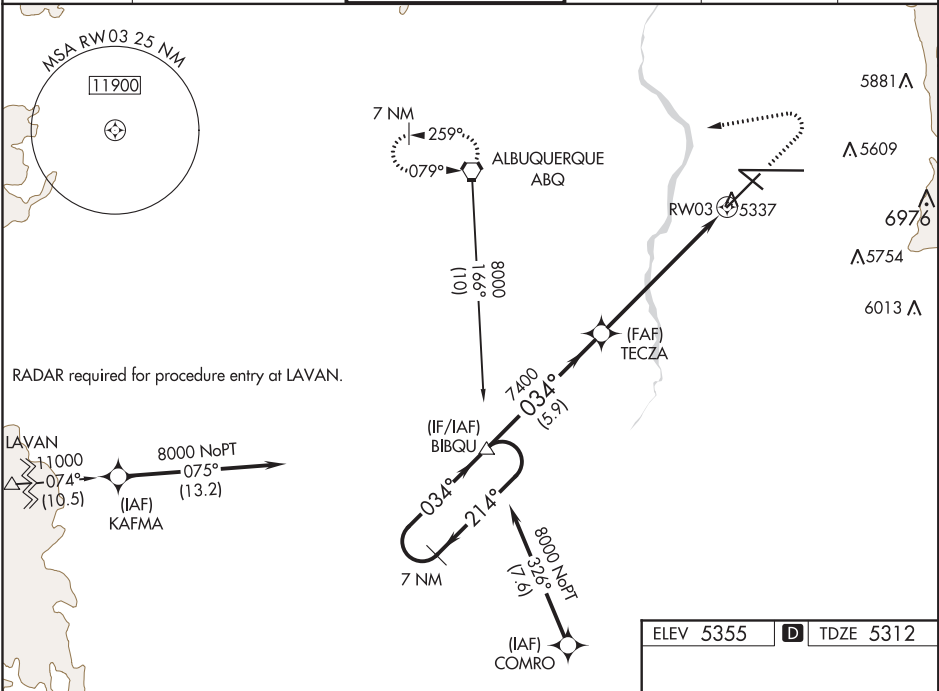 MSA RW03 25 NM
11900
7 NM
259°
079°
ALBUQUERQUE
ABQ
8000
166°
(10)
5881
5609
6976
5754
6013
RW03
5337
(FAF)
TECZA
7400
034°
(5.9)
RADAR required for procedure entry at LAVAN.
LAVAN
11000
074°
(10.5)
(IAF)
KAFMA
8000 NoPT
075°
(13.2)
(IF/IAF)
BIBQU
034°
214°
7 NM
8000 NoPT
326°
(7.6)
(IAF)
COMRO
ELEV 5355 D TDZE 5312